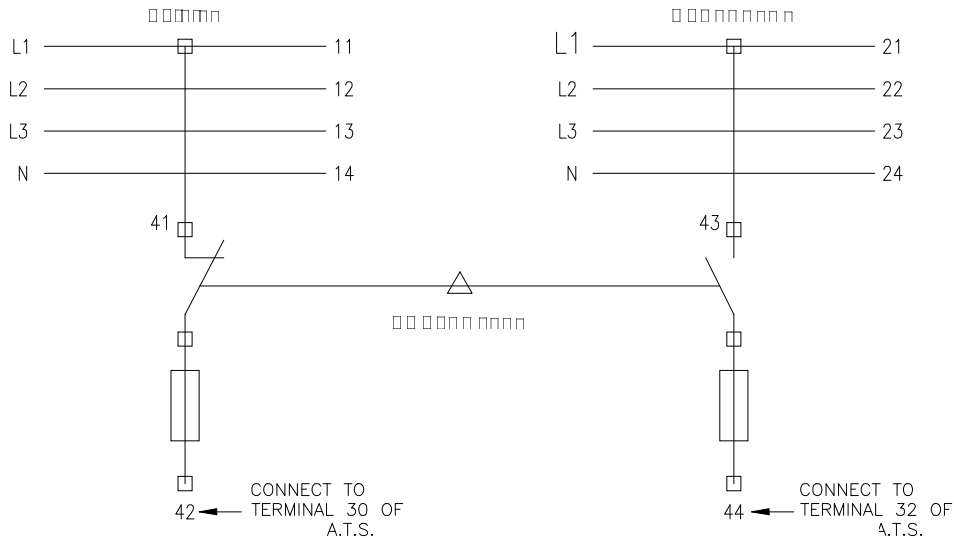 L1 11 L1 21
L2 12 L2 22
L3 13 L3 23
N 14 N 24
41 43
42 CONNECT TO
TERMINAL 30 OF
A.T.S.
44 CONNECT TO
TERMINAL 32 OF
A.T.S.